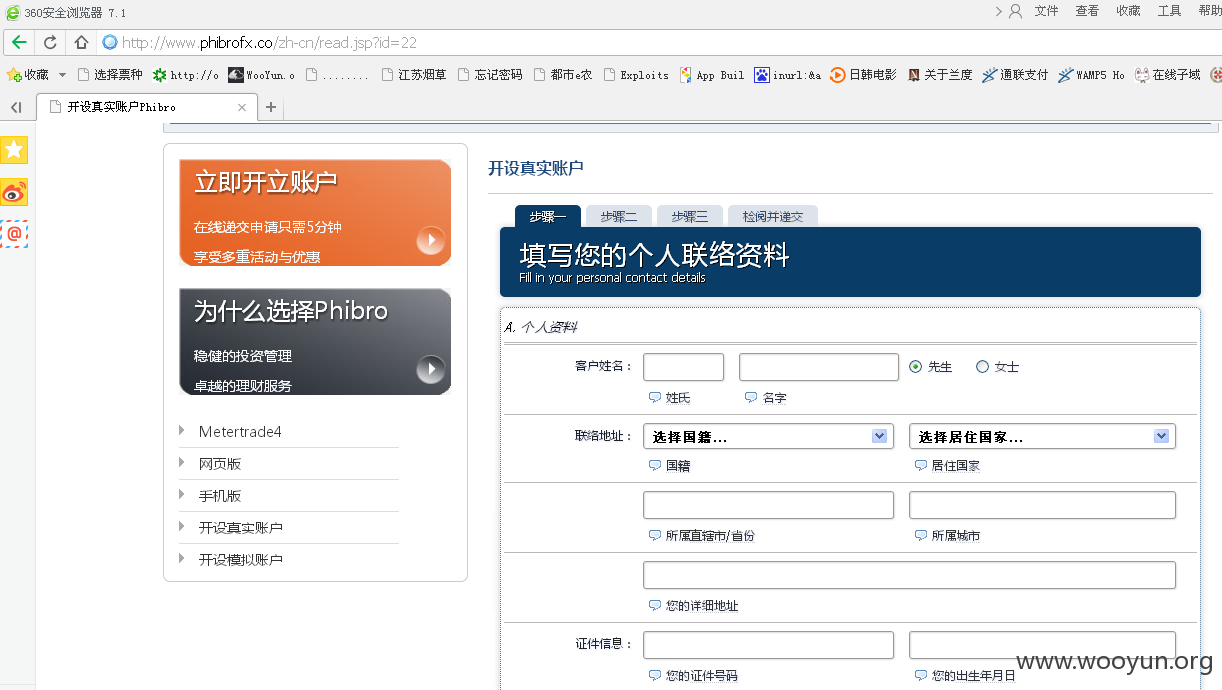 360安全浏览器 7.1
文件 查看 收藏 工具 帮助
http://www.phibrofx.co/zh-cn/read.jsp?id=22
收藏 选择票种 http://o WooYun.o ........ 江苏烟草 忘记密码 都市e农 Exploits App Buil inurl:&a 日韩电影 关于兰度 通联支付 WAMP5 Ho 在线子域
开设真实账户Phibro
立即开立账户
在线递交申请只需5分钟
享受多重活动与优惠
为什么选择Phibro
稳健的投资管理
卓越的理财服务
Metertrade4
网页版
手机版
开设真实账户
开设模拟账户
开设真实账户
步骤一 步骤二 步骤三 检阅并递交
填写您的个人联络资料
Fill in your personal contact details
A. 个人资料
客户姓名： 先生 女士
姓氏 名字
联络地址： 选择国籍... 选择居住国家...
国籍 居住国家
所属直辖市/省份 所属城市
您的详细地址
证件信息：
您的证件号码 您的出生年月日
www.wooyun.org